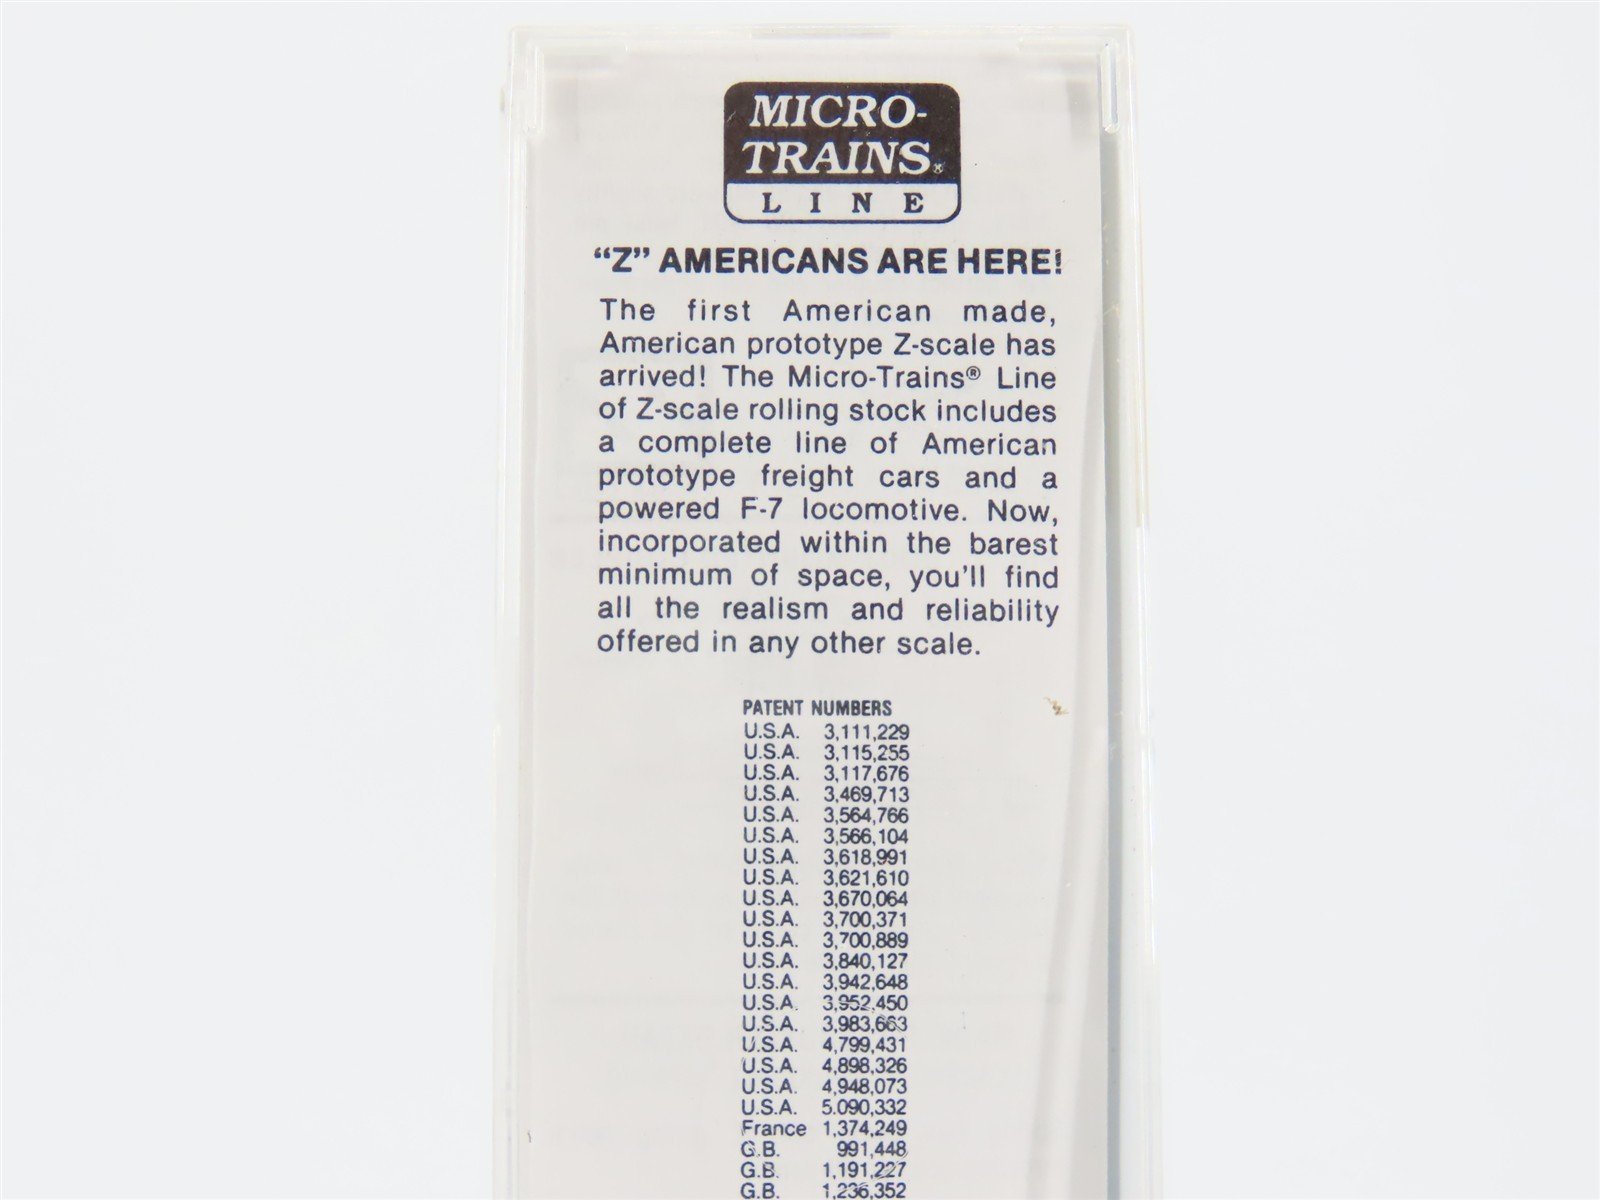 MICRO-
TRAINS®
LINE
“Z” AMERICANS ARE HERE!
The first American made,
American prototype Z-scale has
arrived! The Micro-Trains® Line
of Z-scale rolling stock includes
a complete line of American
prototype freight cars and a
powered F-7 locomotive. Now,
incorporated within the barest
minimum of space, you'll find
all the realism and reliability
offered in any other scale.
PATENT NUMBERS
U.S.A. 3,111,229
U.S.A. 3,115,255
U.S.A. 3,117,676
U.S.A. 3,469,713
U.S.A. 3,564,766
U.S.A. 3,566,104
U.S.A. 3,618,991
U.S.A. 3,621,610
U.S.A. 3,670,064
U.S.A. 3,700,371
U.S.A. 3,700,889
U.S.A. 3,840,127
U.S.A. 3,942,648
U.S.A. 3,952,450
U.S.A. 3,983,663
U.S.A. 4,799,431
U.S.A. 4,898,326
U.S.A. 4,948,073
U.S.A. 5.090,332
France 1,374,249
G.B. 991,448
G.B. 1,191,227
G.B. 1,236,352